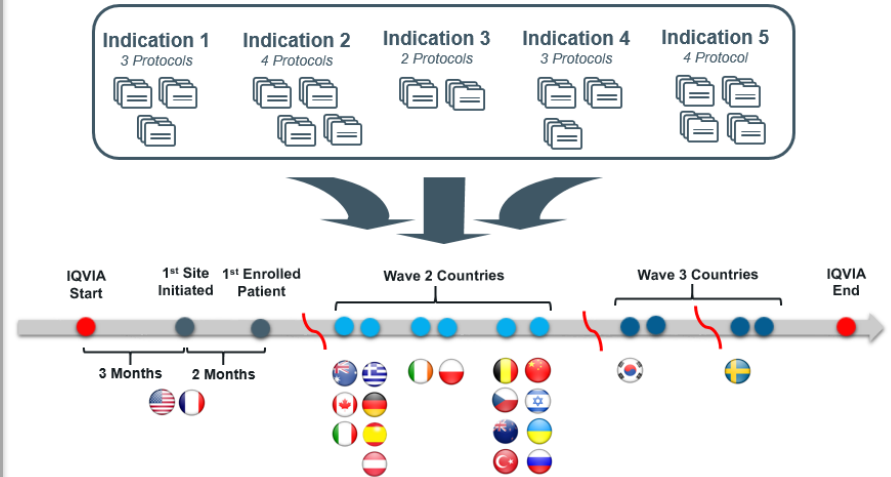 Indication 1
3 Protocols
Indication 2
4 Protocols
Indication 3
2 Protocols
Indication 4
3 Protocols
Indication 5
4 Protocol
IQVIA
Start
1st Site
Initiated
1st Enrolled
Patient
Wave 2 Countries
Wave 3 Countries
IQVIA
End
3 Months
2 Months